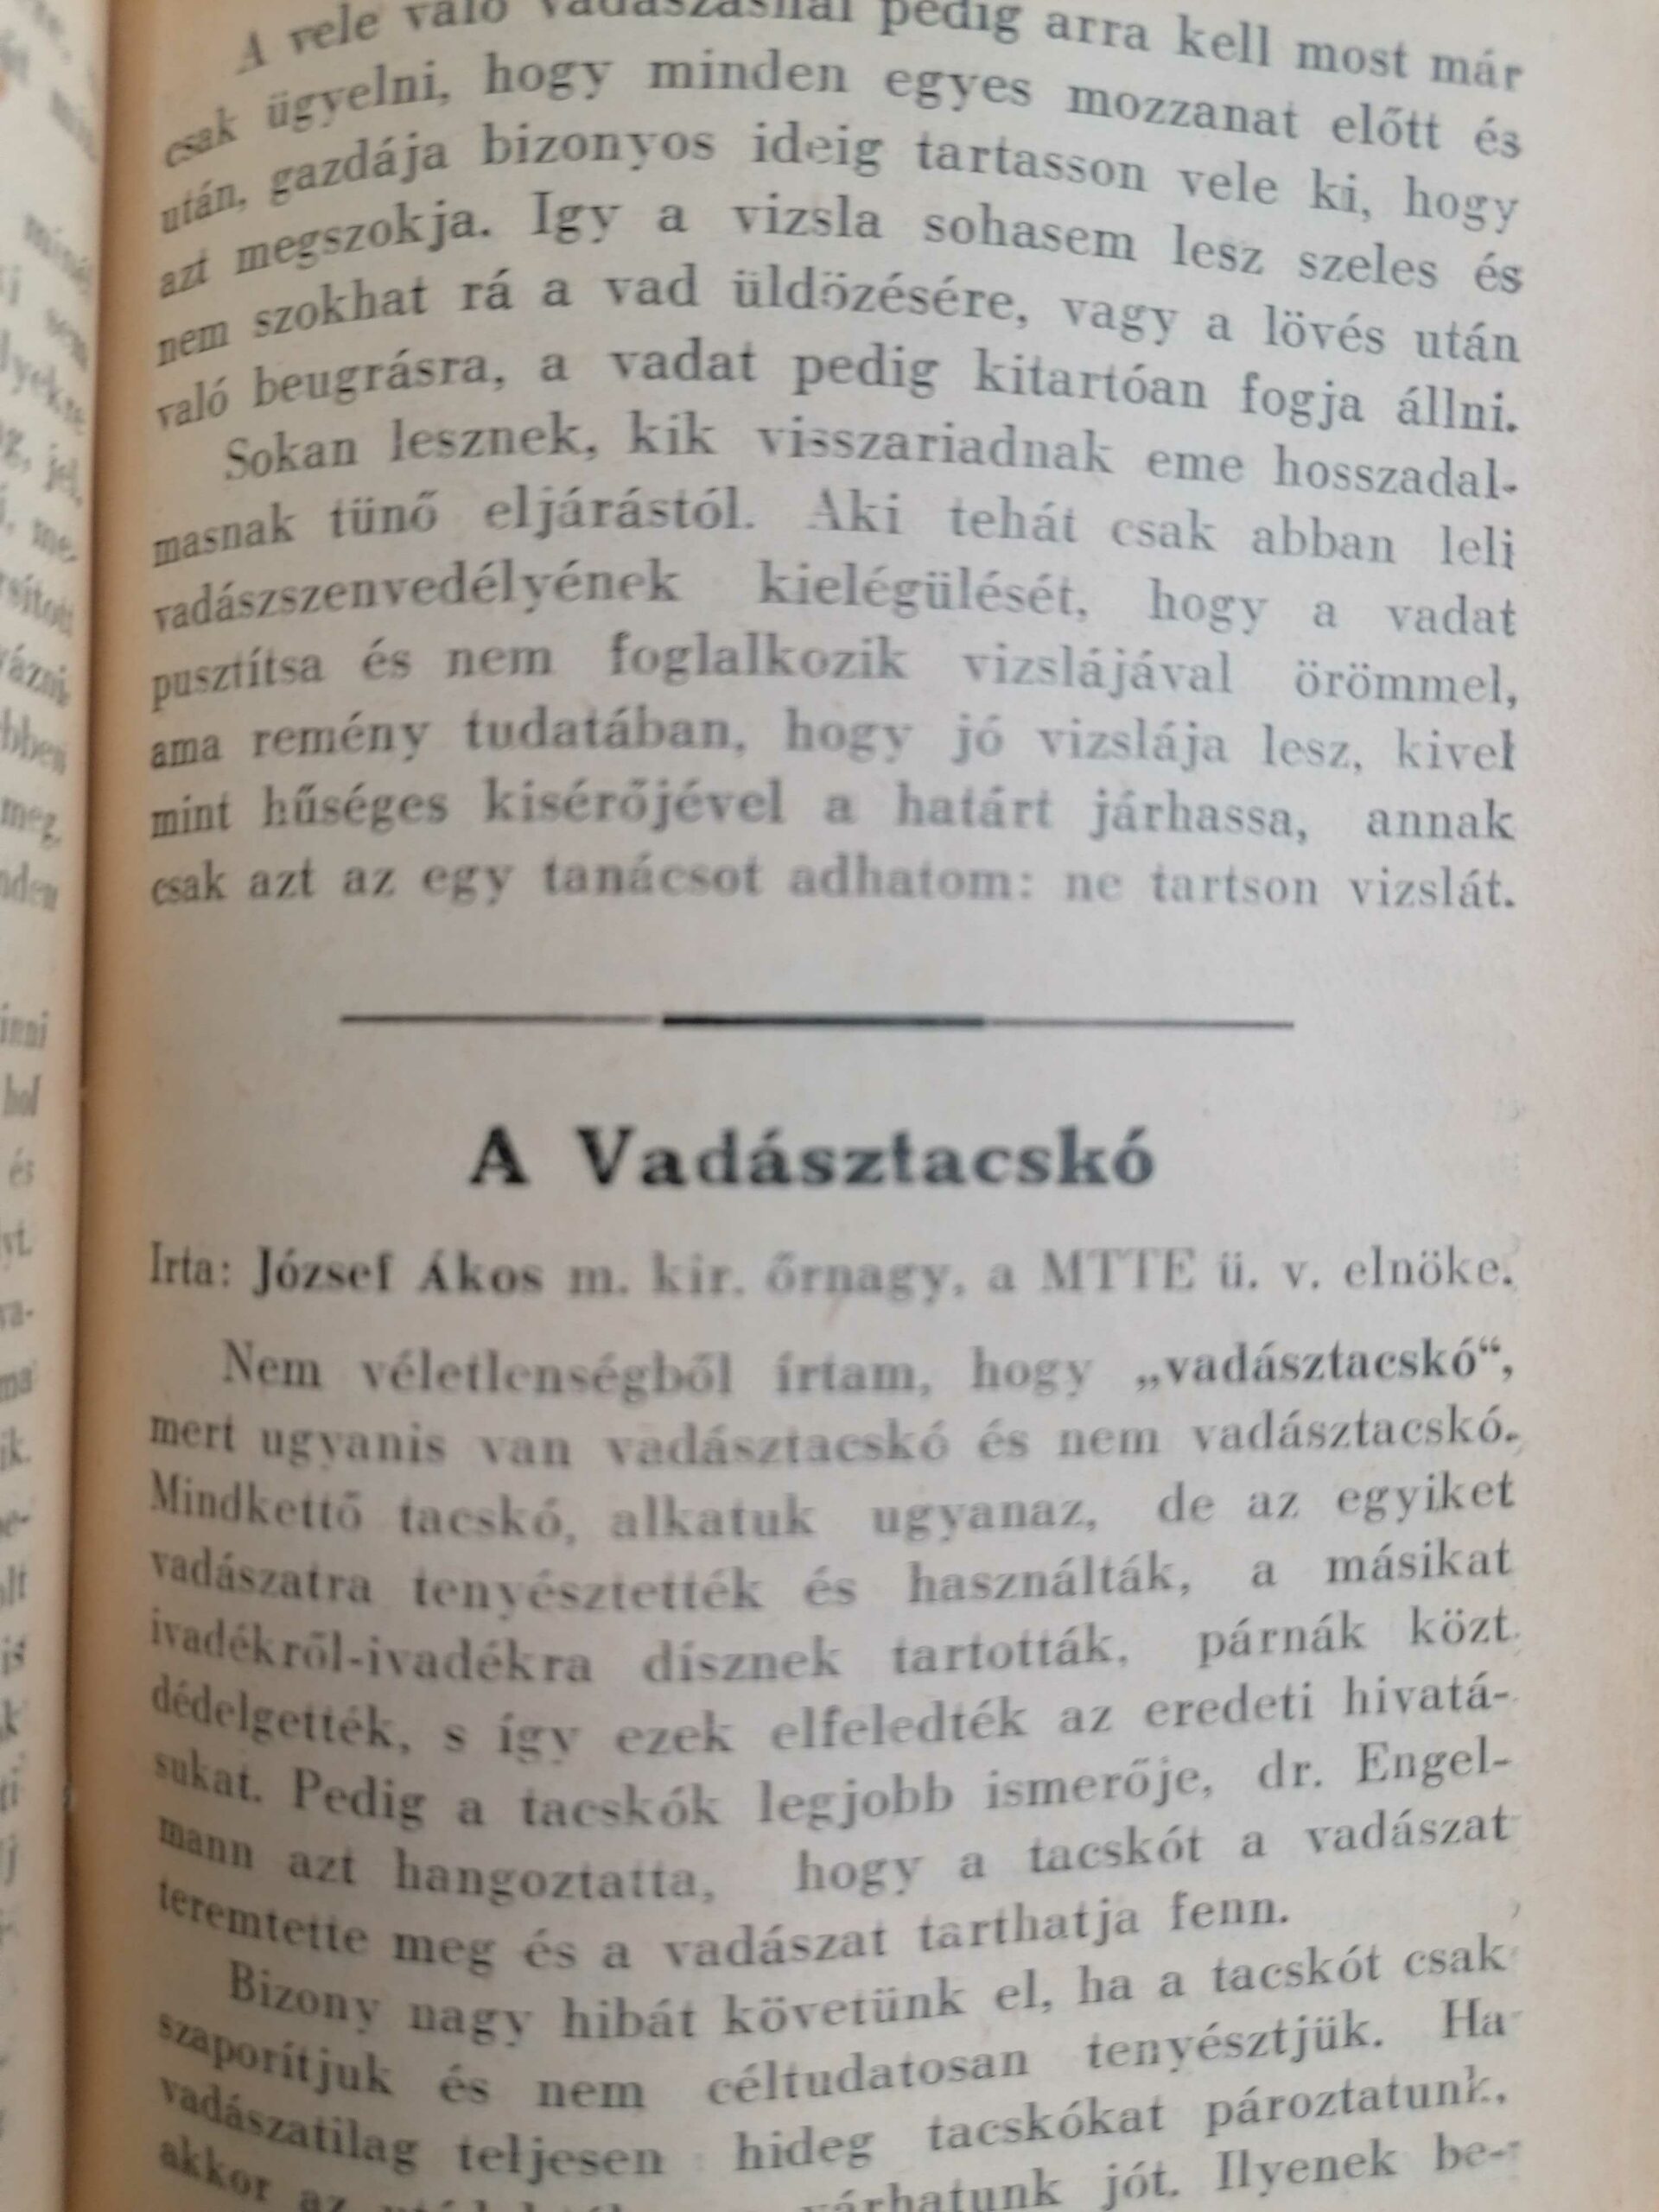 A vele való vadászásnál pedig arra kell most már
csak ügyelni, hogy minden egyes mozzanat előtt és
után, gazdája bizonyos ideig tartasson vele ki, hogy
azt megszokja. Igy a vizsla sohasem lesz szeles és
nem szokhat rá a vad üldözésére, vagy a lövés után
való beugrásra, a vadat pedig kitartóan fogja állni.
Sokan lesznek, kik visszariadnak eme hosszadal-
masnak tünő eljárástól. Aki tehát csak abban leli
vadászszenvedélyének kielégülését, hogy a vadat
pusztítsa és nem foglalkozik vizslájával örömmel,
ama remény tudatában, hogy jó vizslája lesz, kivel
mint hűséges kisérőjével a határt járhassa, annak
csak azt az egy tanácsot adhatom: ne tartson vizslát.
A Vadásztacskó
Irta: József Ákos m. kir. őrnagy, a MTTE ü. v. elnöke.
Nem véletlenségből írtam, hogy „vadásztacskó“,
mert ugyanis van vadásztacskó és nem vadásztacskó.
Mindkettő tacskó, alkatuk ugyanaz, de az egyiket
vadászatra tenyésztették és használták, a másikat
ivadékről-ivadékra dísznek tartották, párnák közt
dédelgették, s így ezek elfeledték az eredeti hivatá-
sukat. Pedig a tacskók legjobb ismerője, dr. Engel-
mann azt hangoztatta, hogy a tacskót a vadászat
teremtette meg és a vadászat tarthatja fenn.
Bizony nagy hibát követünk el, ha a tacskót csak
szaporítjuk és nem céltudatosan tenyésztjük. Ha
vadászatilag teljesen hideg tacskókat pároztatunk,
akkor az várhatunk jót. Ilyenek be-